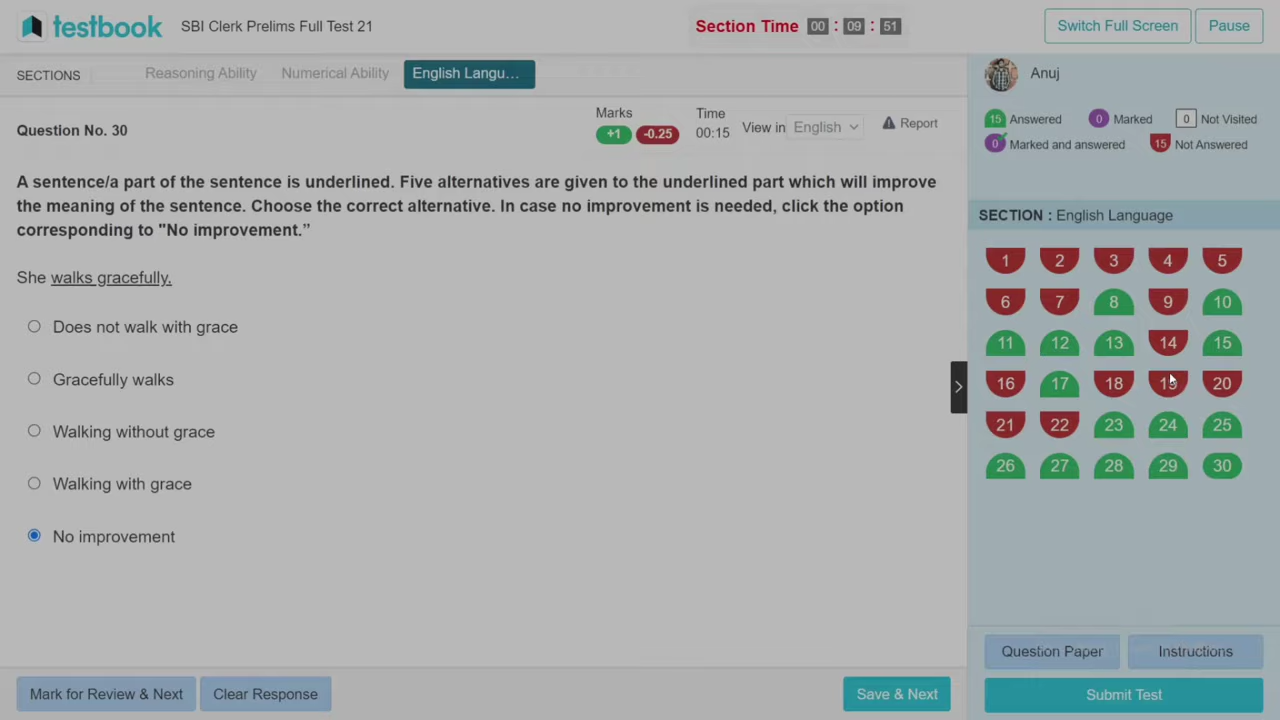 testbook SBI Clerk Prelims Full Test 21 Section Time 00 : 09 : 51 Switch Full Screen Pause
SECTIONS Reasoning Ability Numerical Ability English Langu... Anuj
Question No. 30 Marks +1 -0.25 Time 00:15 View in English Report
15 Answered 0 Marked 0 Not Visited
0 Marked and answered 15 Not Answered
A sentence/a part of the sentence is underlined. Five alternatives are given to the underlined part which will improve
the meaning of the sentence. Choose the correct alternative. In case no improvement is needed, click the option
corresponding to "No improvement.”
She walks gracefully.
Does not walk with grace
Gracefully walks
Walking without grace
Walking with grace
No improvement
SECTION : English Language
1 2 3 4 5
6 7 8 9 10
11 12 13 14 15
16 17 18 19 20
21 22 23 24 25
26 27 28 29 30
Question Paper Instructions
Mark for Review & Next Clear Response Save & Next Submit Test